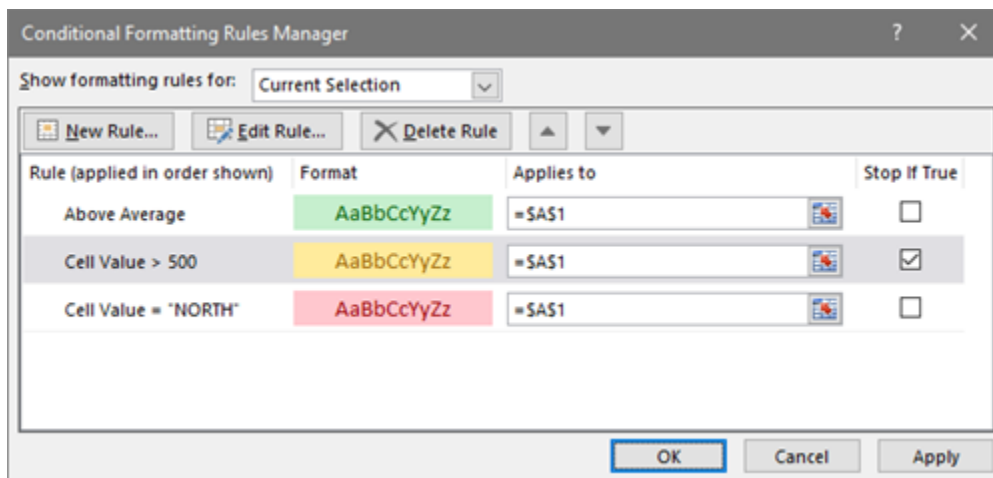 Conditional Formatting Rules Manager ?
Show formatting rules for: Current Selection
New Rule... Edit Rule... Delete Rule
Rule (applied in order shown) Format Applies to Stop If True
Above Average AaBbCcYyZz =$A$1
Cell Value > 500 AaBbCcYyZz =$A$1
Cell Value = "NORTH" AaBbCcYyZz =$A$1
OK Cancel Apply